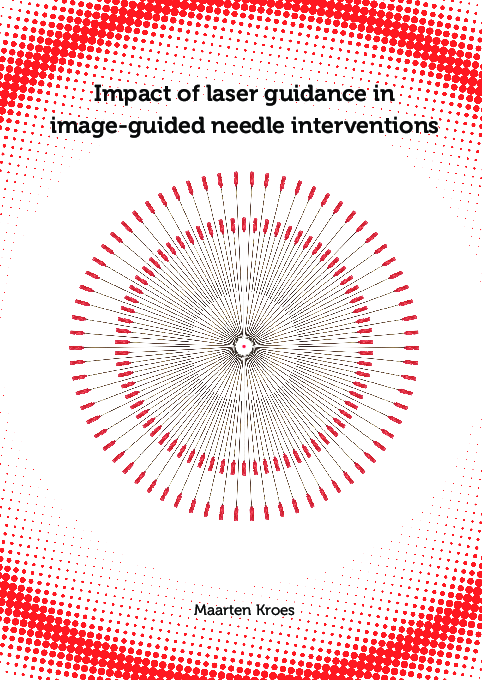 Impact of laser guidance in
image-guided needle interventions
Maarten Kroes